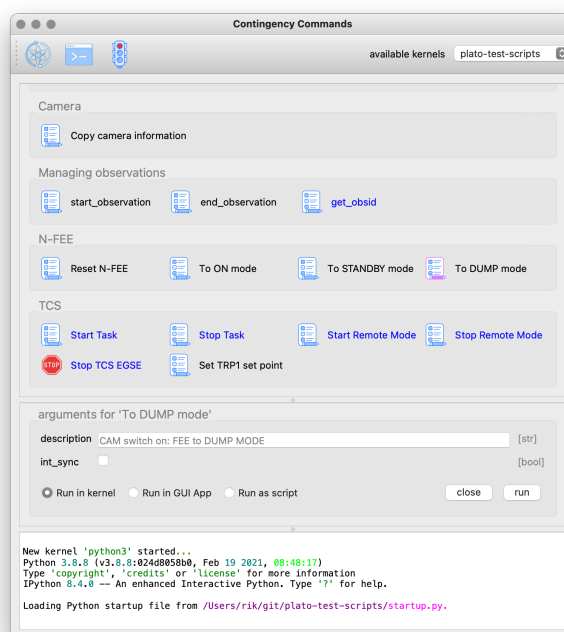 Contingency Commands
available kernels plato-test-scripts
Camera
Copy camera information
Managing observations
start_observation end_observation get_obsid
N-FEE
Reset N-FEE To ON mode To STANDBY mode To DUMP mode
TCS
Start Task Stop Task Start Remote Mode Stop Remote Mode
STOP Stop TCS EGSE Set TRP1 set point
arguments for 'To DUMP mode'
description CAM switch on: FEE to DUMP MODE [str]
int_sync [bool]
Run in kernel Run in GUI App Run as script close run
New kernel 'python3' started...
Python 3.8.8 (v3.8.8:024d8058b0, Feb 19 2021, 08:48:17)
Type 'copyright', 'credits' or 'license' for more information
IPython 8.4.0 -- An enhanced Interactive Python. Type '?' for help.
Loading Python startup file from /Users/rik/git/plato-test-scripts/startup.py.